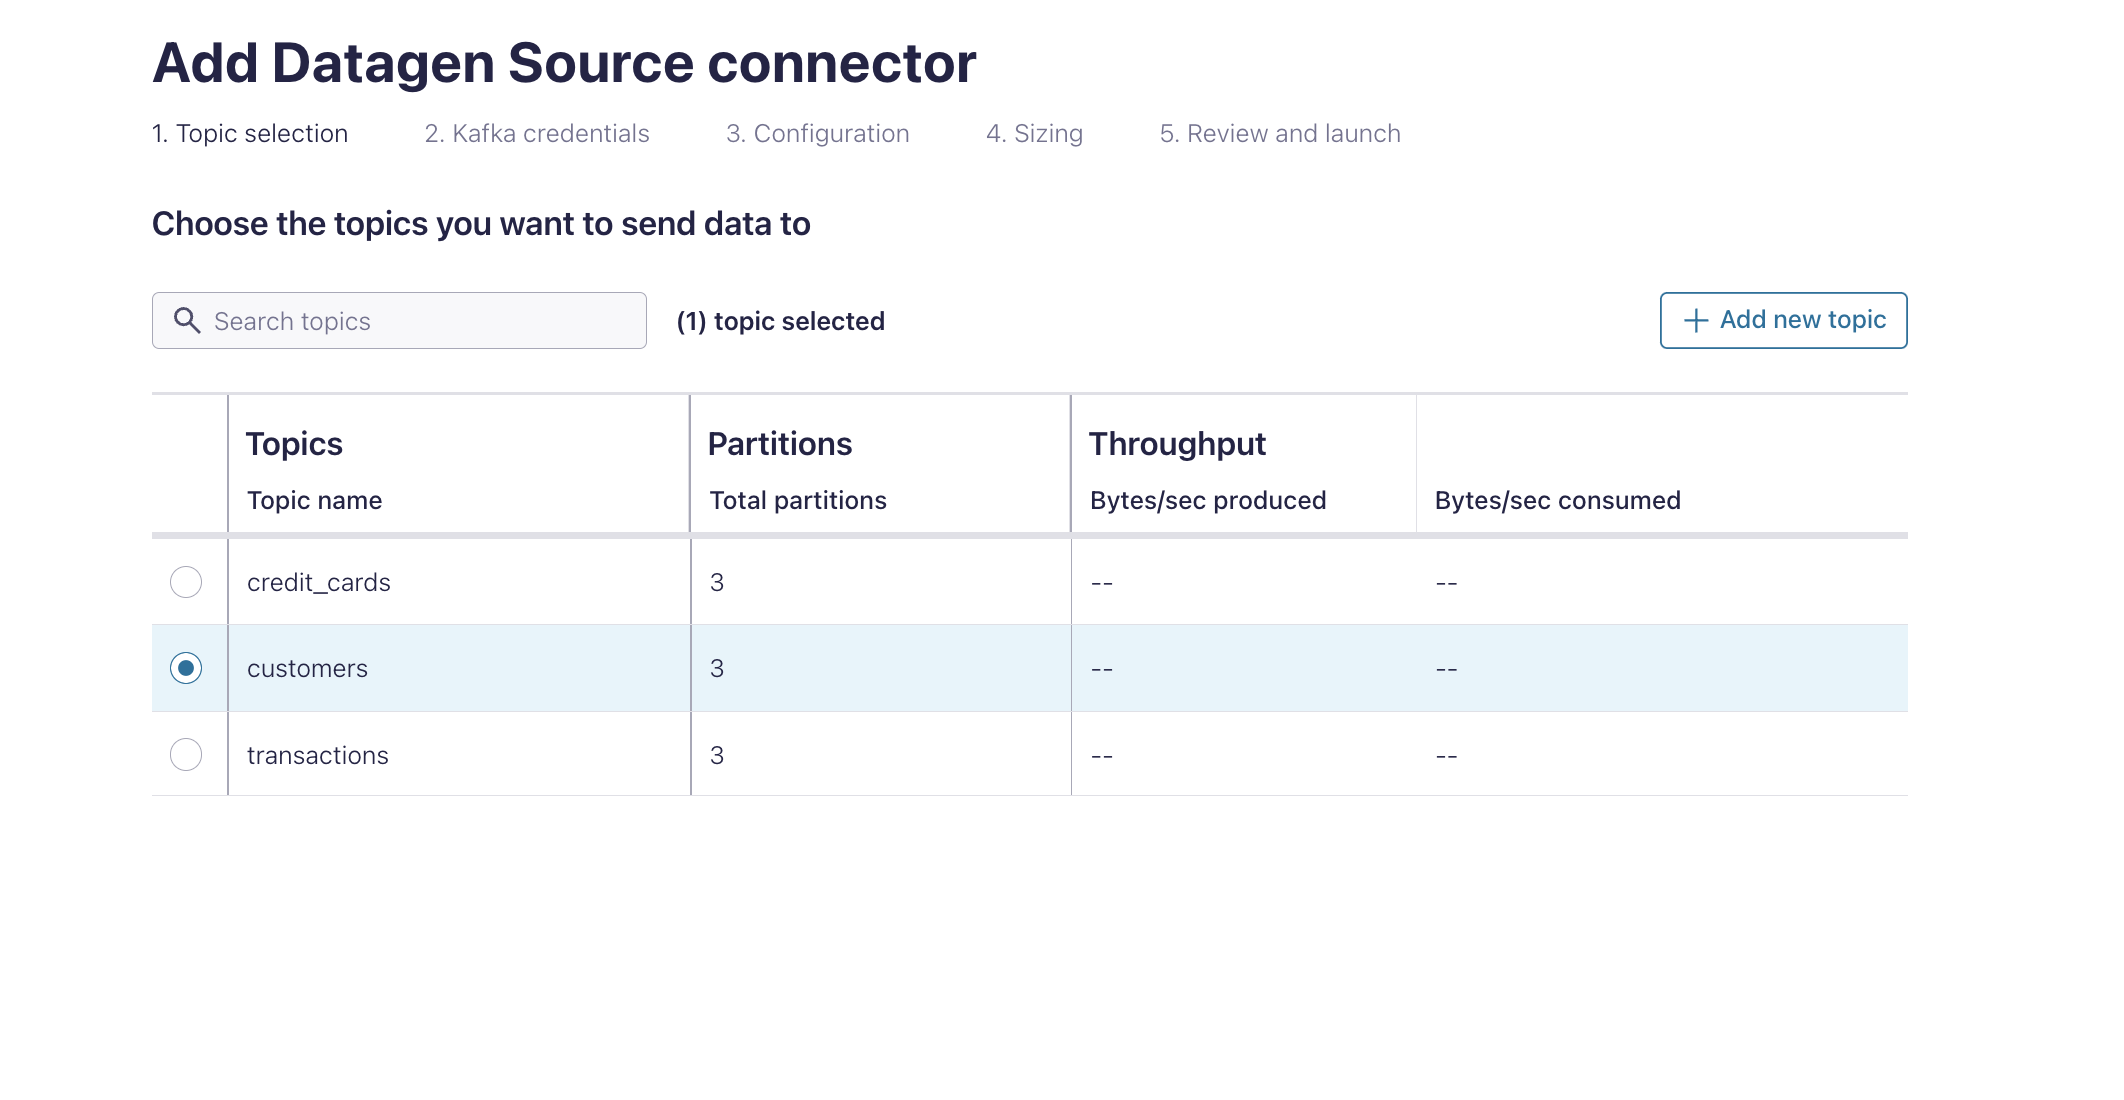 Add Datagen Source connector
1. Topic selection 2. Kafka credentials 3. Configuration 4. Sizing 5. Review and launch
Choose the topics you want to send data to
Search topics (1) topic selected + Add new topic
Topics Partitions Throughput
Topic name Total partitions Bytes/sec produced Bytes/sec consumed
credit_cards 3 -- --
customers 3 -- --
transactions 3 -- --